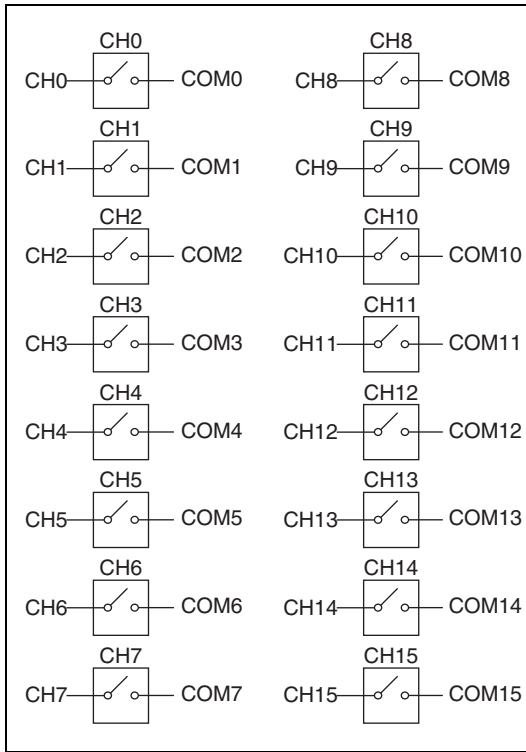 CH0
CH0 COM0
CH1
CH1 COM1
CH2
CH2 COM2
CH3
CH3 COM3
CH4
CH4 COM4
CH5
CH5 COM5
CH6
CH6 COM6
CH7
CH7 COM7
CH8
CH8 COM8
CH9
CH9 COM9
CH10
CH10 COM10
CH11
CH11 COM11
CH12
CH12 COM12
CH13
CH13 COM13
CH14
CH14 COM14
CH15
CH15 COM15